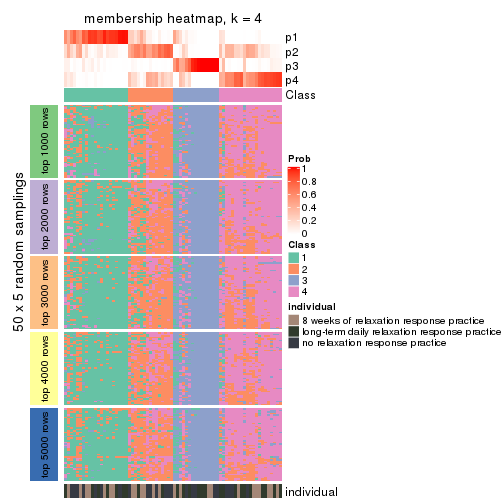 membership heatmap, k = 4
p1
p2
p3
p4
Class
50 x 5 random samplings
top 1000 rows
top 2000 rows
top 3000 rows
top 4000 rows
top 5000 rows
individual
Prob
1
0.8
0.6
0.4
0.2
0
Class
1
2
3
4
individual
8 weeks of relaxation response practice
long-term daily relaxation response practice
no relaxation response practice